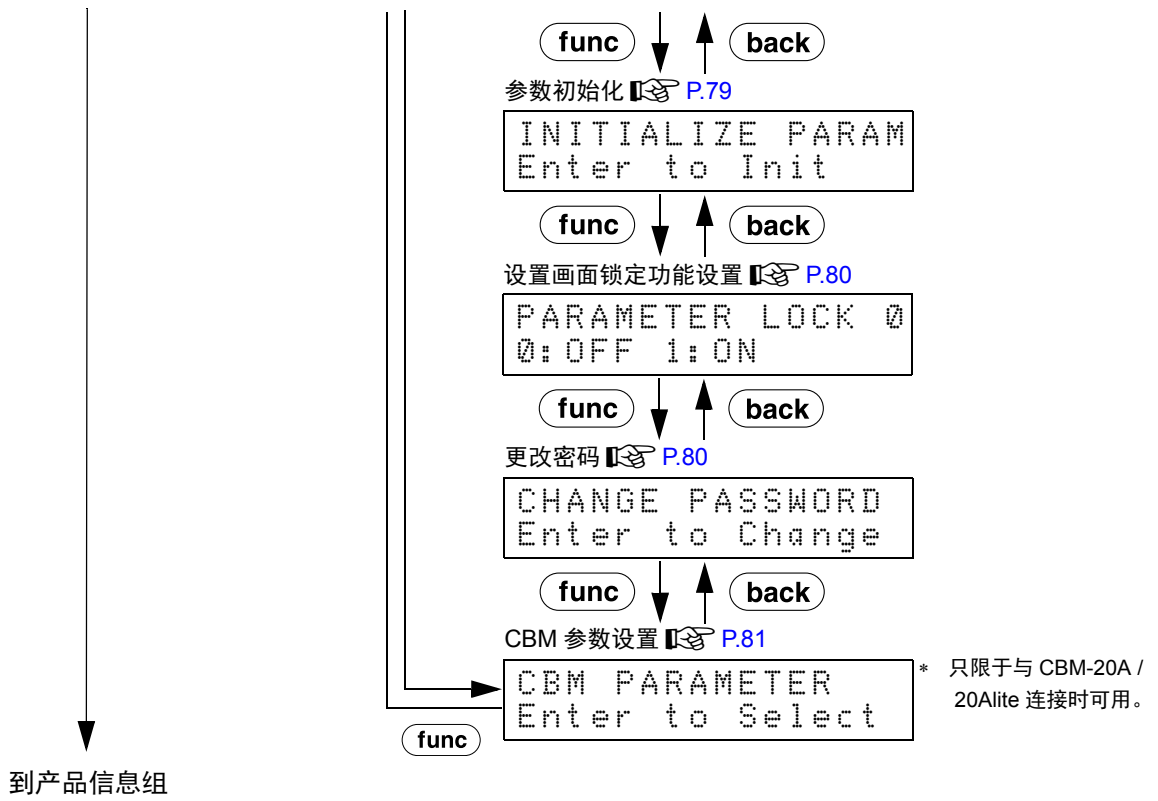 func back
参数初始化 P.79
INITIALIZE PARAM
Enter to Init
func back
设置画面锁定功能设置 P.80
PARAMETER LOCK 0
0:OFF 1:ON
func back
更改密码 P.80
CHANGE PASSWORD
Enter to Change
func back
CBM 参数设置 P.81
CBM PARAMETER
Enter to Select
* 只限于与 CBM-20A /
20Alite 连接时可用。
func
到产品信息组